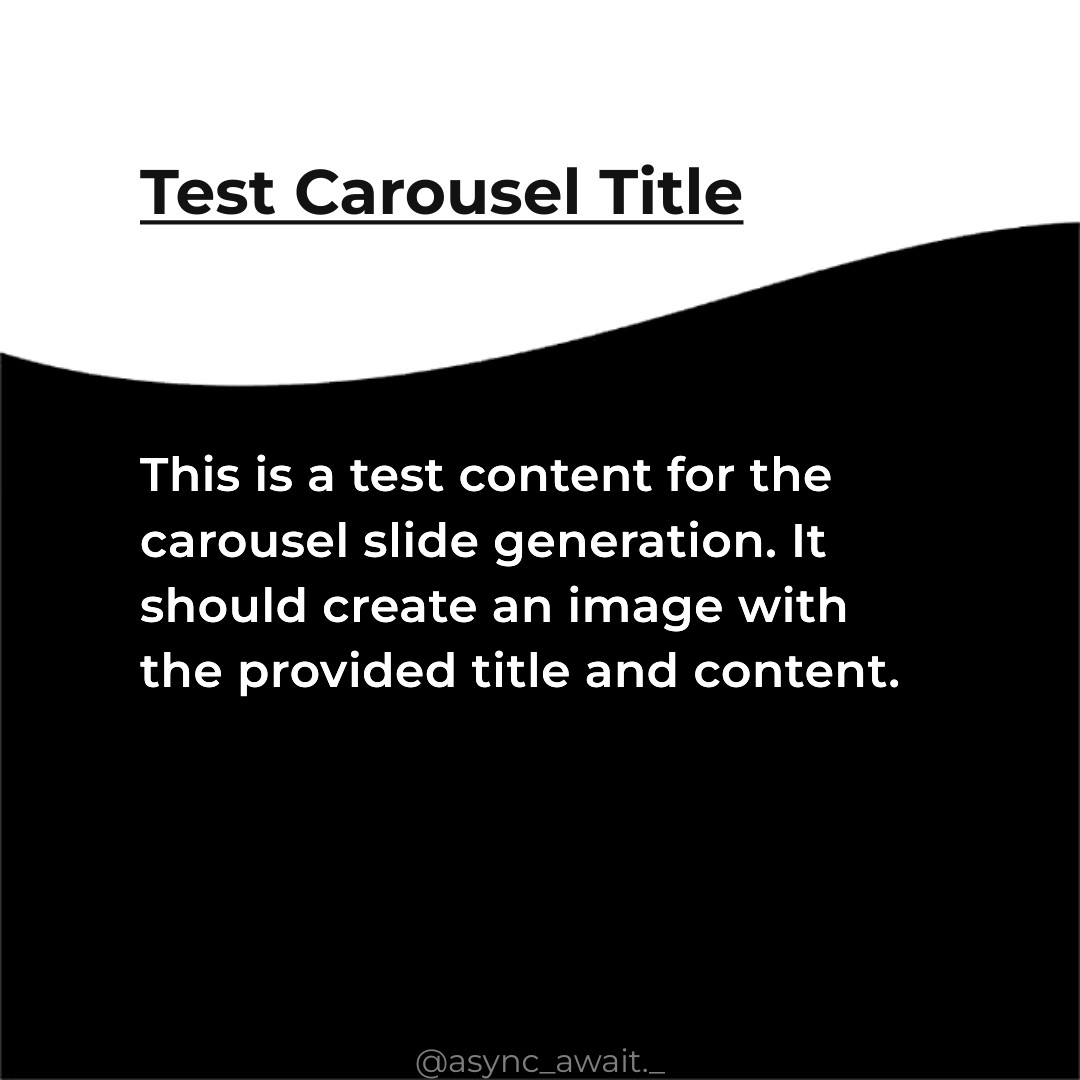 Test Carousel Title
This is a test content for the
carousel slide generation. It
should create an image with
the provided title and content.
@async_await._